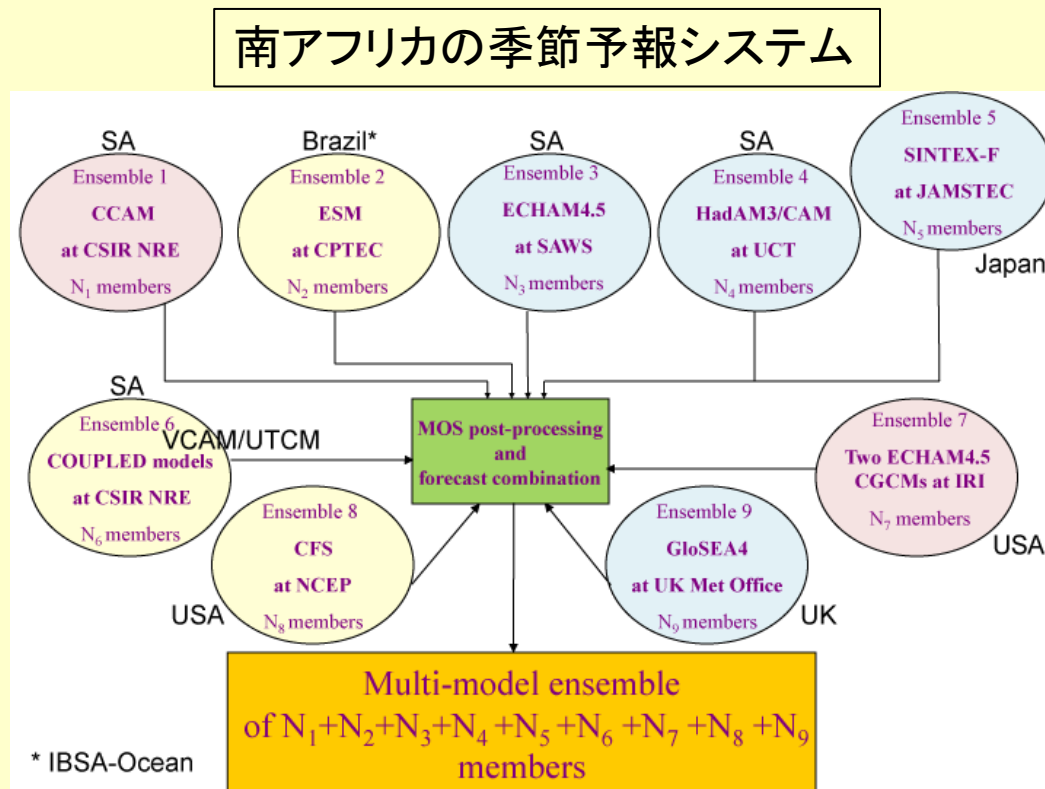 南アフリカの季節予報システム
SA
Ensemble 1
CCAM
at CSIR NRE
N₁ members
Brazil*
Ensemble 2
ESM
at CPTEC
N₂ members
SA
Ensemble 3
ECHAM4.5
at SAWS
N₃ members
SA
Ensemble 4
HadAM3/CAM
at UCT
N₄ members
Ensemble 5
SINTEX-F
at JAMSTEC
N₅ members
Japan
SA
Ensemble 6
VCAM/UTCM
COUPLED models
at CSIR NRE
N₆ members
MOS post-processing
and
forecast combination
Ensemble 7
Two ECHAM4.5
CGCMs at IRI
N₇ members
USA
Ensemble 8
CFS
at NCEP
N₈ members
USA
Ensemble 9
GloSEA4
at UK Met Office
N₉ members
UK
Multi-model ensemble
of N₁+N₂+N₃+N₄+N₅+N₆+N₇+N₈+N₉
members
* IBSA-Ocean